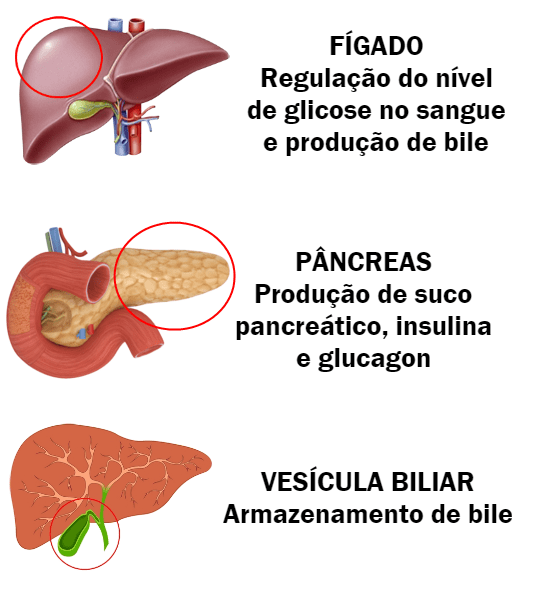 FÍGADO
Regulação do nível
de glicose no sangue
e produção de bile
PÂNCREAS
Produção de suco
pancreático, insulina
e glucagon
VESÍCULA BILIAR
Armazenamento de bile